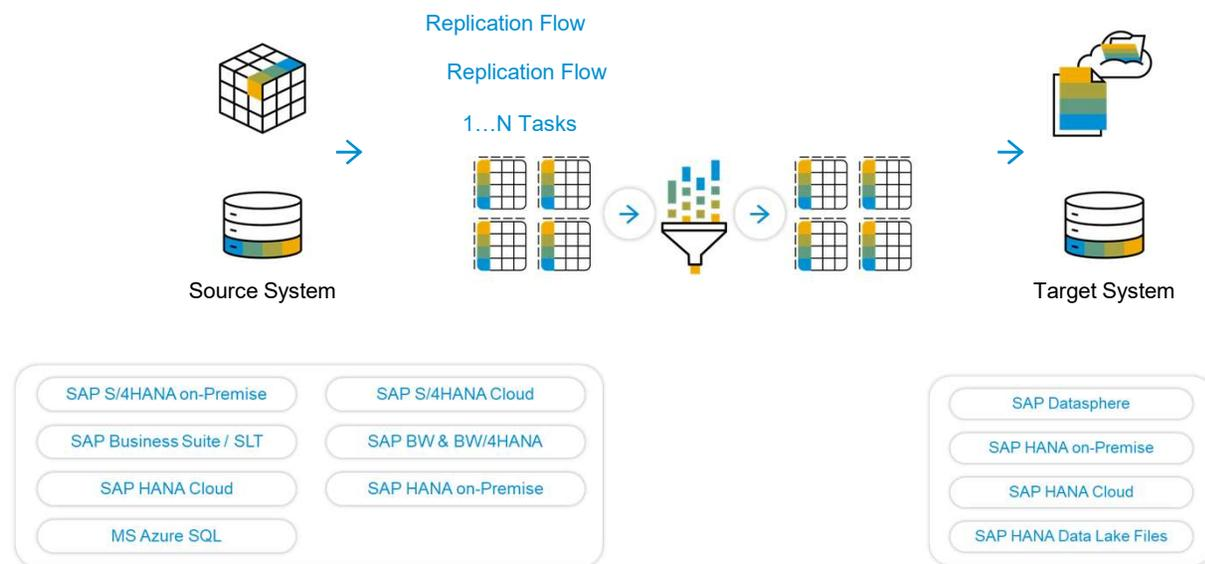 Replication Flow
Replication Flow
1...N Tasks
Source System
Target System
SAP S/4HANA on-Premise
SAP S/4HANA Cloud
SAP Business Suite / SLT
SAP BW & BW/4HANA
SAP HANA Cloud
SAP HANA on-Premise
MS Azure SQL
SAP Datasphere
SAP HANA on-Premise
SAP HANA Cloud
SAP HANA Data Lake Files